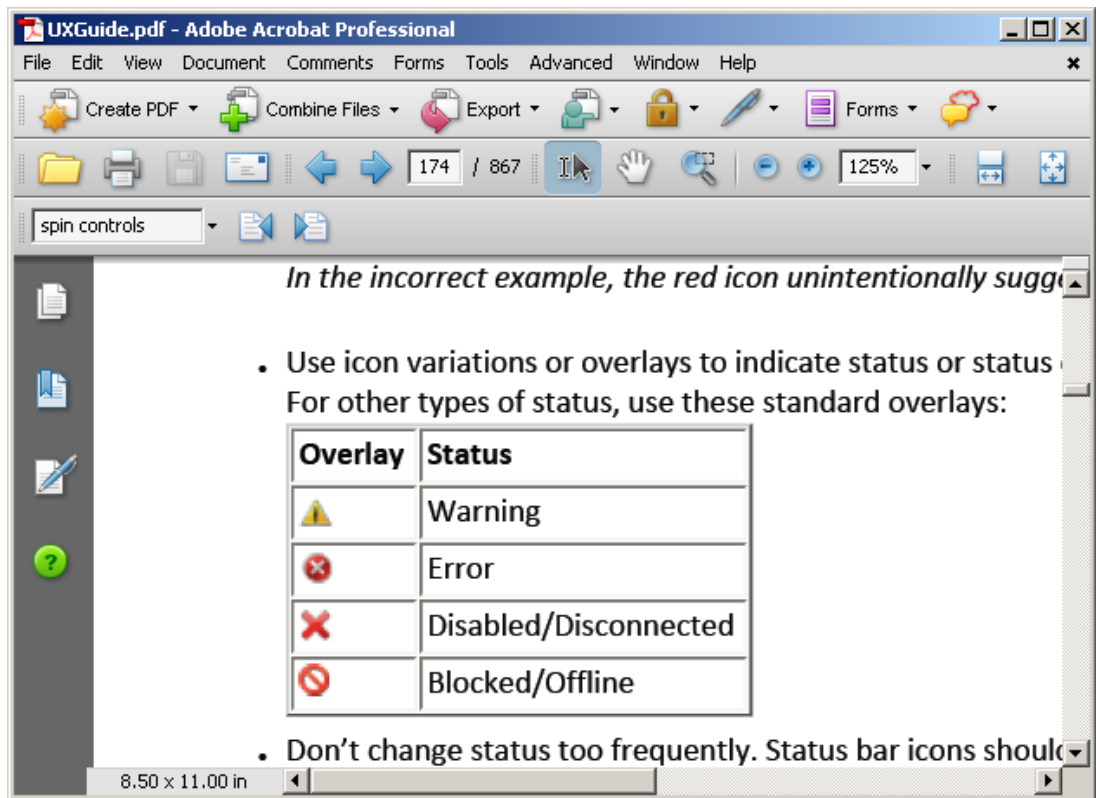 UXGuide.pdf - Adobe Acrobat Professional
File Edit View Document Comments Forms Tools Advanced Window Help
Create PDF Combine Files Export Forms
174 / 867 125%
spin controls
In the incorrect example, the red icon unintentionally sugge
• Use icon variations or overlays to indicate status or status
For other types of status, use these standard overlays:
Overlay Status
Warning
Error
Disabled/Disconnected
Blocked/Offline
• Don’t change status too frequently. Status bar icons should
8.50 x 11.00 in